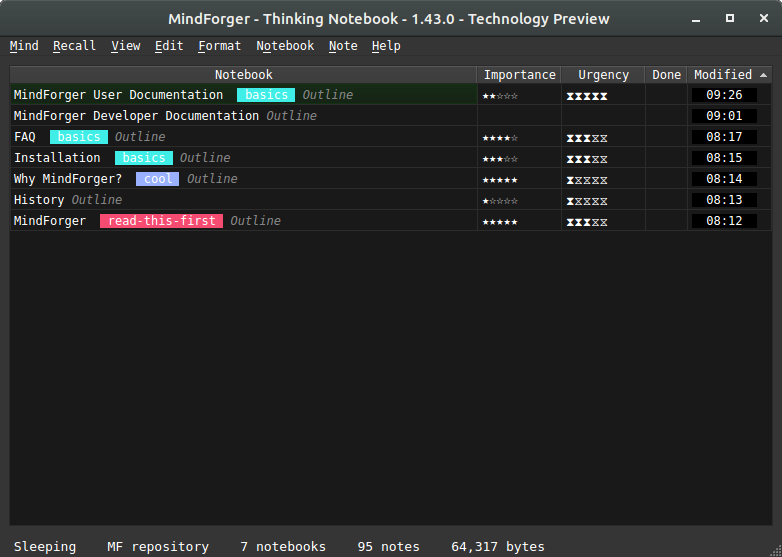 MindForger - Thinking Notebook - 1.43.0 - Technology Preview
Mind Recall View Edit Format Notebook Note Help
Notebook Importance Urgency Done Modified
MindForger User Documentation basics Outline ★★☆☆☆ ⧗⧗⧗⧗⧗ 09:26
MindForger Developer Documentation Outline 09:01
FAQ basics Outline ★★★★☆ ⧗⧗⧗⧖⧖ 08:17
Installation basics Outline ★★★☆☆ ⧗⧗⧗⧖⧖ 08:15
Why MindForger? cool Outline ★★★★★ ⧗⧖⧖⧖⧖ 08:14
History Outline ★☆☆☆☆ ⧗⧖⧖⧖⧖ 08:13
MindForger read-this-first Outline ★★★★★ ⧗⧗⧗⧖⧖ 08:12
Sleeping MF repository 7 notebooks 95 notes 64,317 bytes